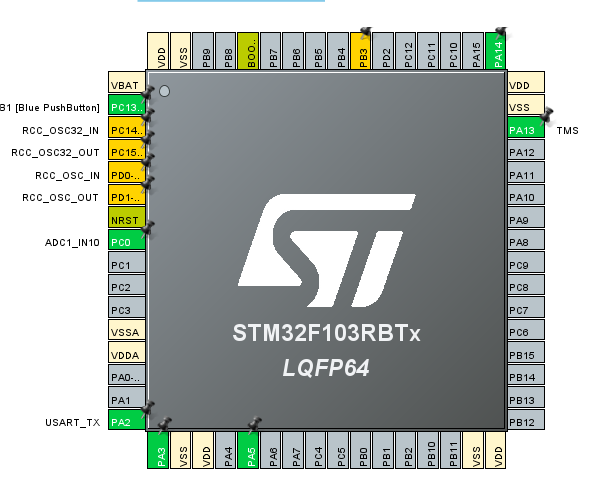 VDD VSS PB9 PB8 BOO.. PB7 PB6 PB5 PB4 PB3 PD2 PC12 PC11 PC10 PA15 PA14
VBAT VDD
B1 [Blue PushButton] PC13.. VSS
RCC_OSC32_IN PC14.. PA13 TMS
RCC_OSC32_OUT PC15.. PA12
RCC_OSC_IN PD0-.. PA11
RCC_OSC_OUT PD1-.. PA10
NRST PA9
ADC1_IN10 PC0 PA8
PC1 PC9
PC2 PC8
PC3 PC7
VSSA PC6
VDDA PB15
PA0-.. PB14
PA1 PB13
USART_TX PA2 PB12
ST
STM32F103RBTx
LQFP64
PA3 VSS VDD PA4 PA5 PA6 PA7 PC4 PC5 PB0 PB1 PB2 PB10 PB11 VSS VDD